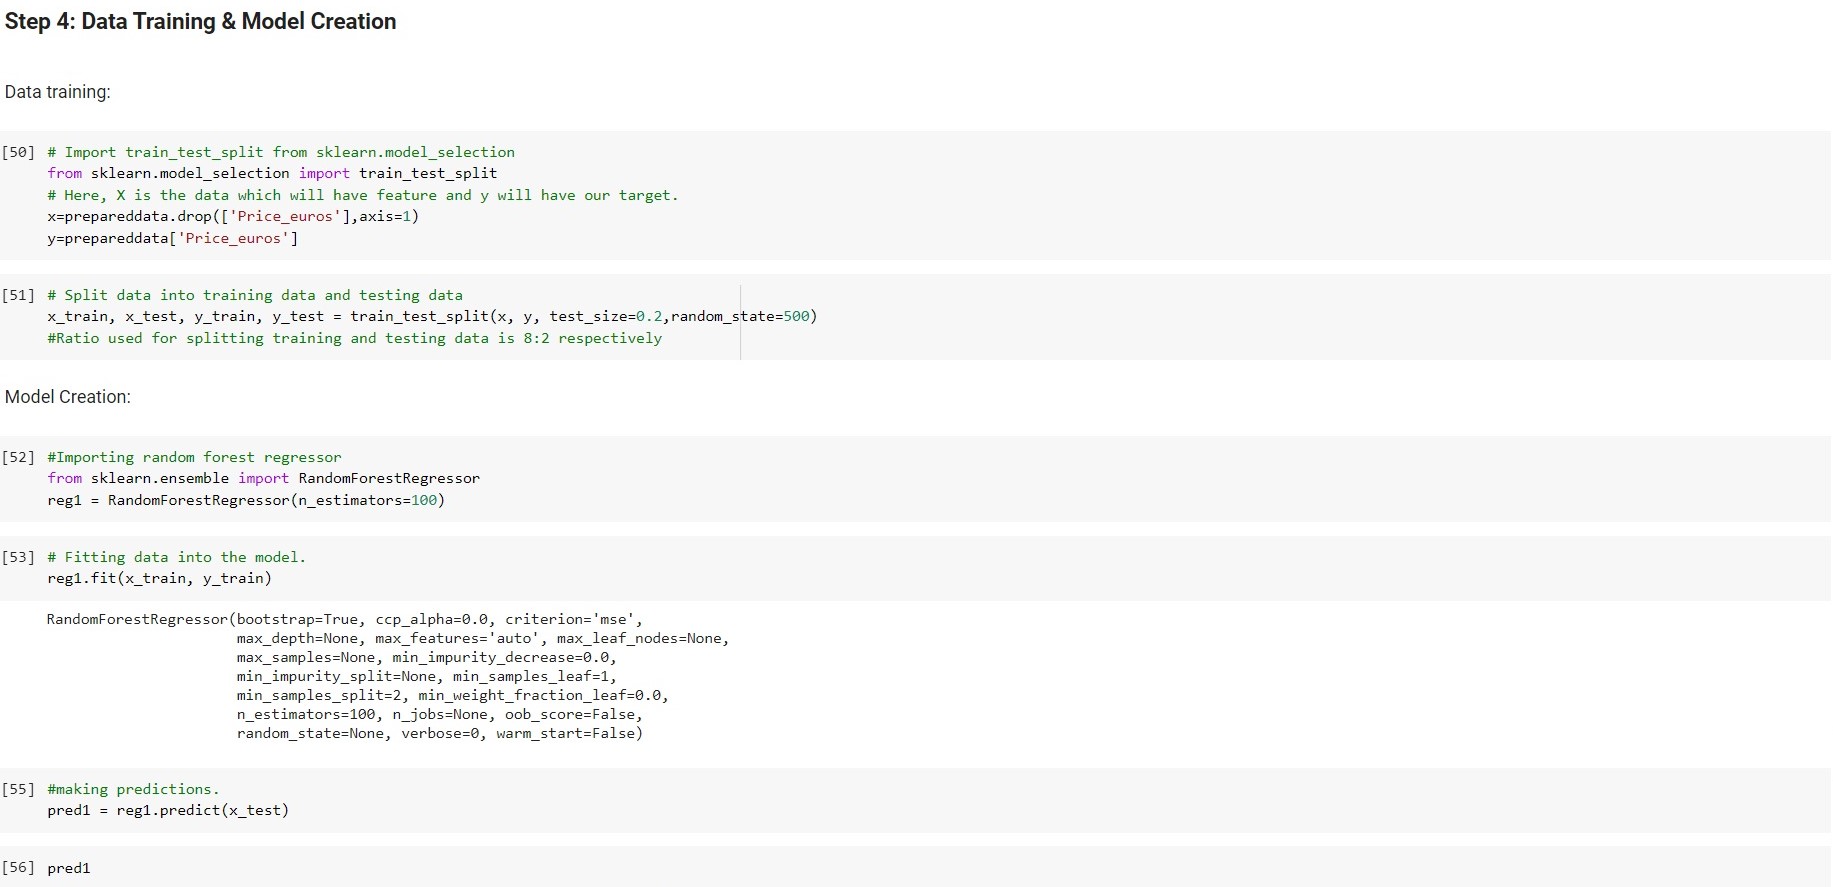 Step 4: Data Training & Model Creation
Data training:
[50] # Import train_test_split from sklearn.model_selection
from sklearn.model_selection import train_test_split
# Here, X is the data which will have feature and y will have our target.
x=prepareddata.drop(['Price_euros'],axis=1)
y=prepareddata['Price_euros']
[51] # Split data into training data and testing data
x_train, x_test, y_train, y_test = train_test_split(x, y, test_size=0.2,random_state=500)
#Ratio used for splitting training and testing data is 8:2 respectively
Model Creation:
[52] #Importing random forest regressor
from sklearn.ensemble import RandomForestRegressor
reg1 = RandomForestRegressor(n_estimators=100)
[53] # Fitting data into the model.
reg1.fit(x_train, y_train)
RandomForestRegressor(bootstrap=True, ccp_alpha=0.0, criterion='mse',
max_depth=None, max_features='auto', max_leaf_nodes=None,
max_samples=None, min_impurity_decrease=0.0,
min_impurity_split=None, min_samples_leaf=1,
min_samples_split=2, min_weight_fraction_leaf=0.0,
n_estimators=100, n_jobs=None, oob_score=False,
random_state=None, verbose=0, warm_start=False)
[55] #making predictions.
pred1 = reg1.predict(x_test)
[56] pred1